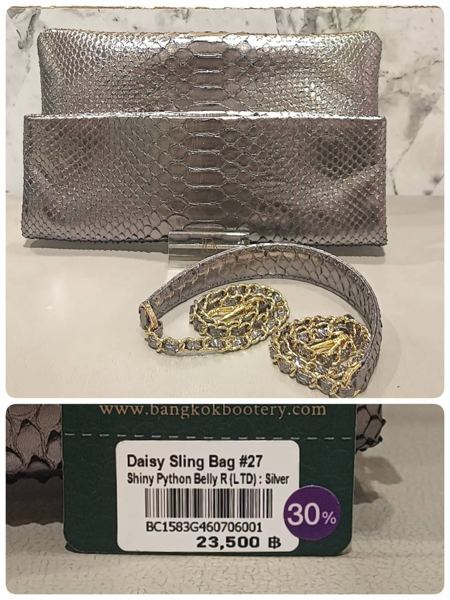 www.bangkokbootery.com
Daisy Sling Bag #27
Shiny Python Belly R (LTD) : Silver
BC1583G460706001
30%
23,500 ฿